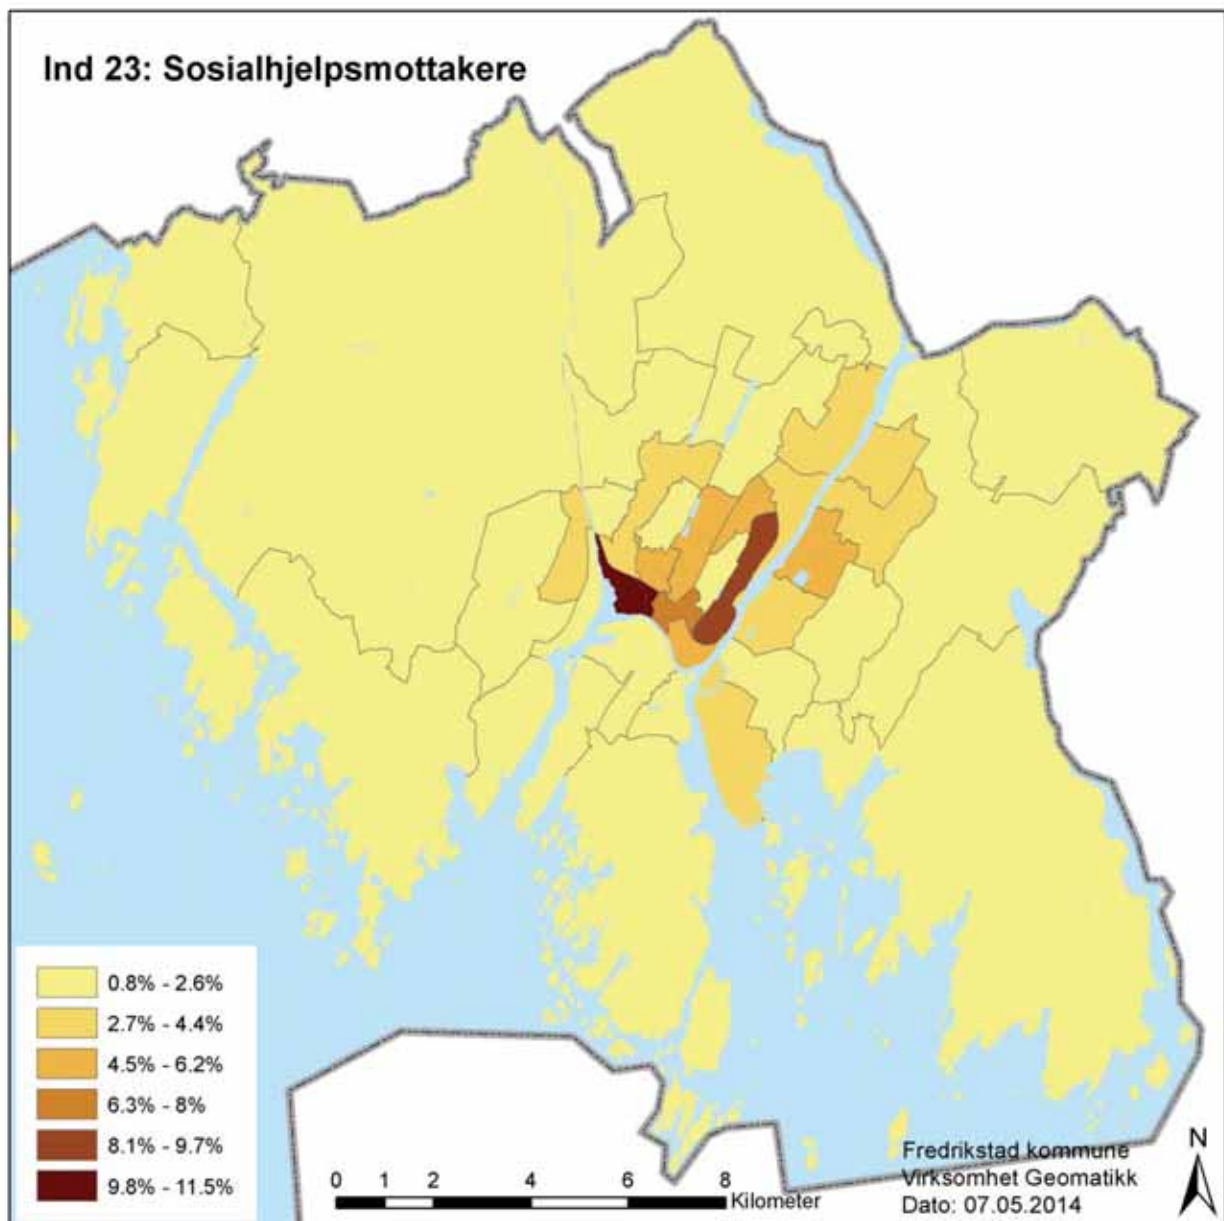 Ind 23: Sosialhjelpsmottakere
0.8% - 2.6%
2.7% - 4.4%
4.5% - 6.2%
6.3% - 8%
8.1% - 9.7%
9.8% - 11.5%
0 1 2 4 6 8
Kilometer
Fredrikstad kommune
Virksomhet Geomatikk
Dato: 07.05.2014
N